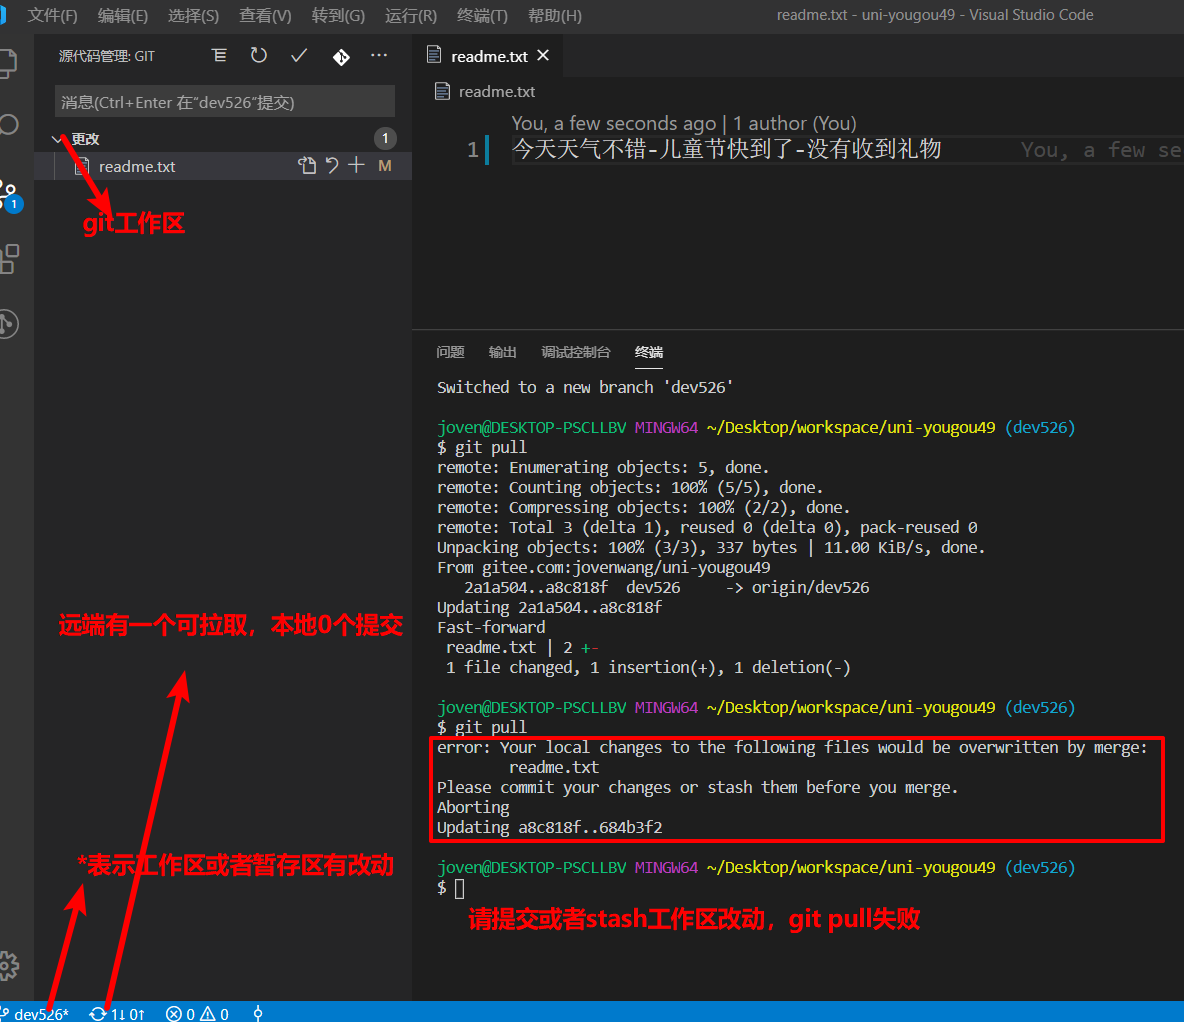 文件(F) 编辑(E) 选择(S) 查看(V) 转到(G) 运行(R) 终端(T) 帮助(H) readme.txt - uni-yougou49 - Visual Studio Code
源代码管理: GIT
消息(Ctrl+Enter 在“dev526”提交)
更改 1
readme.txt M
1
git工作区
远端有一个可拉取，本地0个提交
*表示工作区或者暂存区有改动
readme.txt
readme.txt
You, a few seconds ago | 1 author (You)
1 今天天气不错-儿童节快到了-没有收到礼物 You, a few se
问题 输出 调试控制台 终端
Switched to a new branch 'dev526'
joven@DESKTOP-PSCLLBV MINGW64 ~/Desktop/workspace/uni-yougou49 (dev526)
$ git pull
remote: Enumerating objects: 5, done.
remote: Counting objects: 100% (5/5), done.
remote: Compressing objects: 100% (2/2), done.
remote: Total 3 (delta 1), reused 0 (delta 0), pack-reused 0
Unpacking objects: 100% (3/3), 337 bytes | 11.00 KiB/s, done.
From gitee.com:jovenwang/uni-yougou49
2a1a504..a8c818f dev526 -> origin/dev526
Updating 2a1a504..a8c818f
Fast-forward
readme.txt | 2 +-
1 file changed, 1 insertion(+), 1 deletion(-)
joven@DESKTOP-PSCLLBV MINGW64 ~/Desktop/workspace/uni-yougou49 (dev526)
$ git pull
error: Your local changes to the following files would be overwritten by merge:
readme.txt
Please commit your changes or stash them before you merge.
Aborting
Updating a8c818f..684b3f2
joven@DESKTOP-PSCLLBV MINGW64 ~/Desktop/workspace/uni-yougou49 (dev526)
$
请提交或者stash工作区改动，git pull失败
dev526* 1↓ 0↑ 0 0